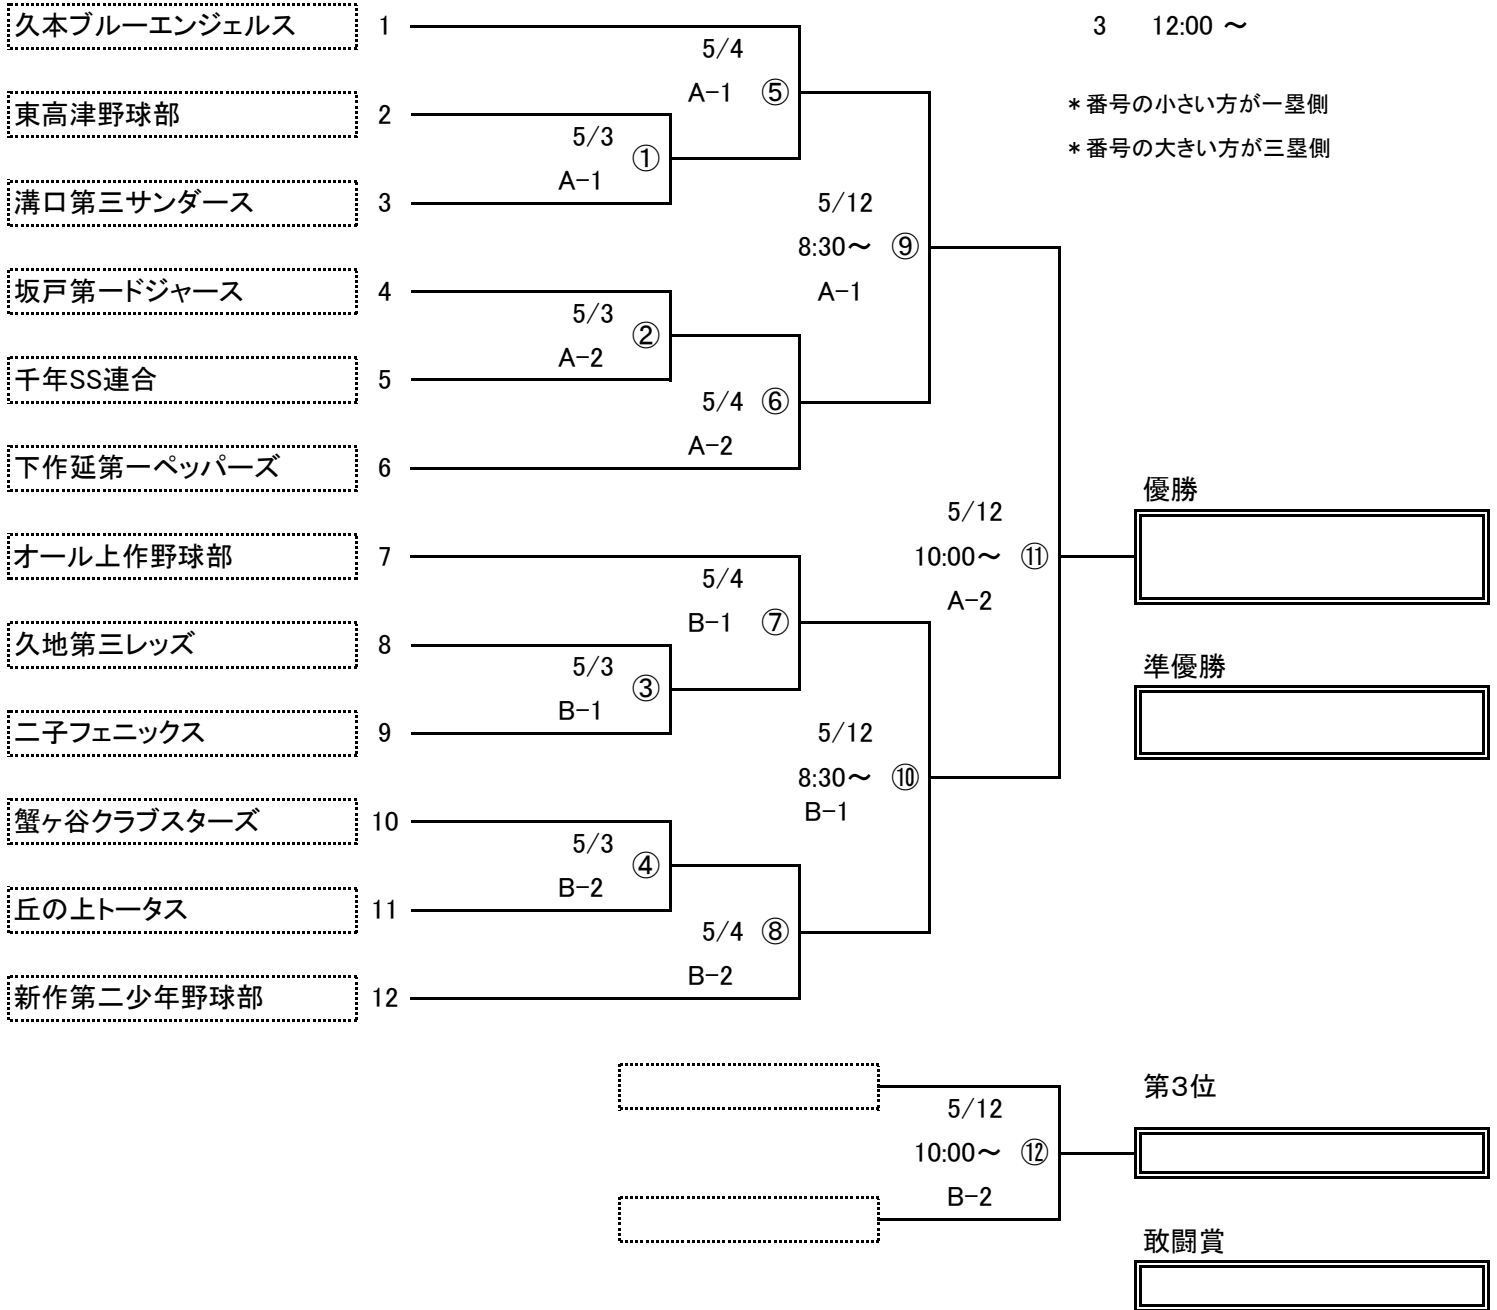 久本ブルーエンジェルス 1
3 12:00 ～
5/4
A-1 ⑤
＊番号の小さい方が一塁側
東高津野球部 2
5/3
①
A-1
＊番号の大きい方が三塁側
溝口第三サンダース 3
5/12
8:30～ ⑨
A-1
坂戸第一ドジャース 4
5/3
②
A-2
千年SS連合 5
5/4 ⑥
A-2
下作延第一ペッパーズ 6
優勝
5/12
10:00～ ⑪
A-2
オール上作野球部 7
5/4
B-1 ⑦
久地第三レッズ 8
5/3
③
B-1
準優勝
二子フェニックス 9
5/12
8:30～ ⑩
B-1
蟹ヶ谷クラブスターズ 10
5/3
④
B-2
丘の上トータス 11
5/4 ⑧
B-2
新作第二少年野球部 12
第３位
5/12
10:00～ ⑫
B-2
敢闘賞